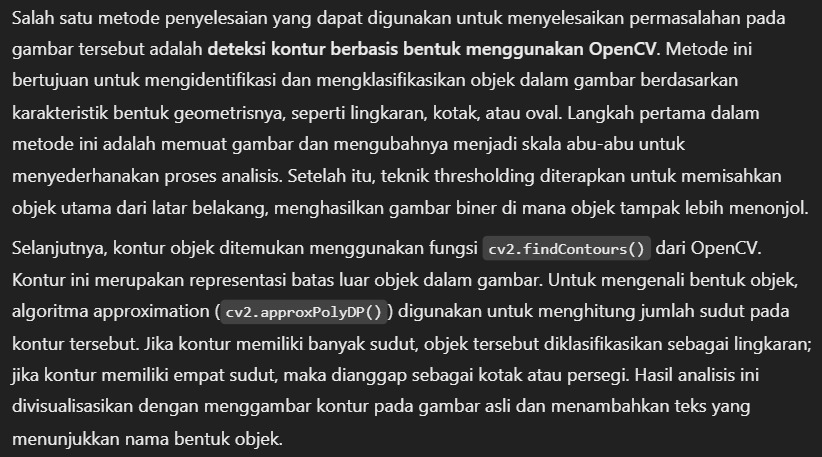 Salah satu metode penyelesaian yang dapat digunakan untuk menyelesaikan permasalahan pada
gambar tersebut adalah deteksi kontur berbasis bentuk menggunakan OpenCV. Metode ini
bertujuan untuk mengidentifikasi dan mengklasifikasikan objek dalam gambar berdasarkan
karakteristik bentuk geometrisnya, seperti lingkaran, kotak, atau oval. Langkah pertama dalam
metode ini adalah memuat gambar dan mengubahnya menjadi skala abu-abu untuk
menyederhanakan proses analisis. Setelah itu, teknik thresholding diterapkan untuk memisahkan
objek utama dari latar belakang, menghasilkan gambar biner di mana objek tampak lebih menonjol.
Selanjutnya, kontur objek ditemukan menggunakan fungsi cv2.findContours() dari OpenCV.
Kontur ini merupakan representasi batas luar objek dalam gambar. Untuk mengenali bentuk objek,
algoritma approximation (cv2.approxPolyDP()) digunakan untuk menghitung jumlah sudut pada
kontur tersebut. Jika kontur memiliki banyak sudut, objek tersebut diklasifikasikan sebagai lingkaran;
jika kontur memiliki empat sudut, maka dianggap sebagai kotak atau persegi. Hasil analisis ini
divisualisasikan dengan menggambar kontur pada gambar asli dan menambahkan teks yang
menunjukkan nama bentuk objek.